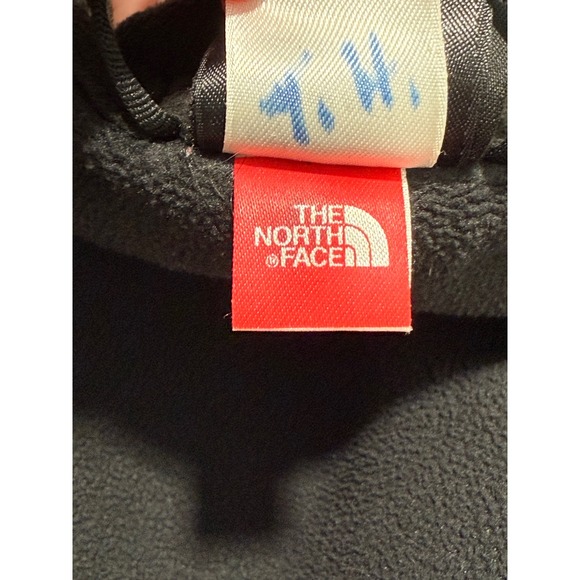 T. H.
THE
NORTH
®FACE